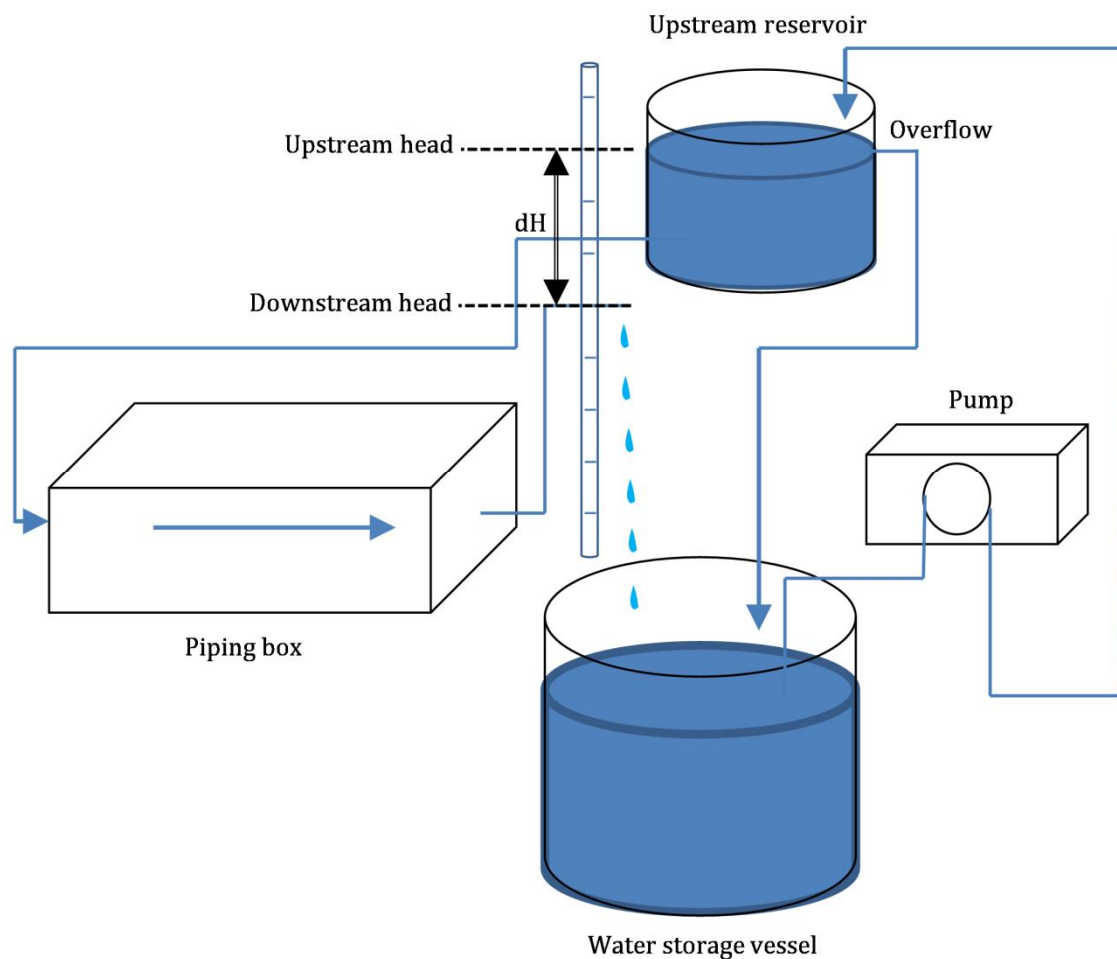 Upstream reservoir
Upstream head
Overflow
dH
Downstream head
Pump
Piping box
Water storage vessel